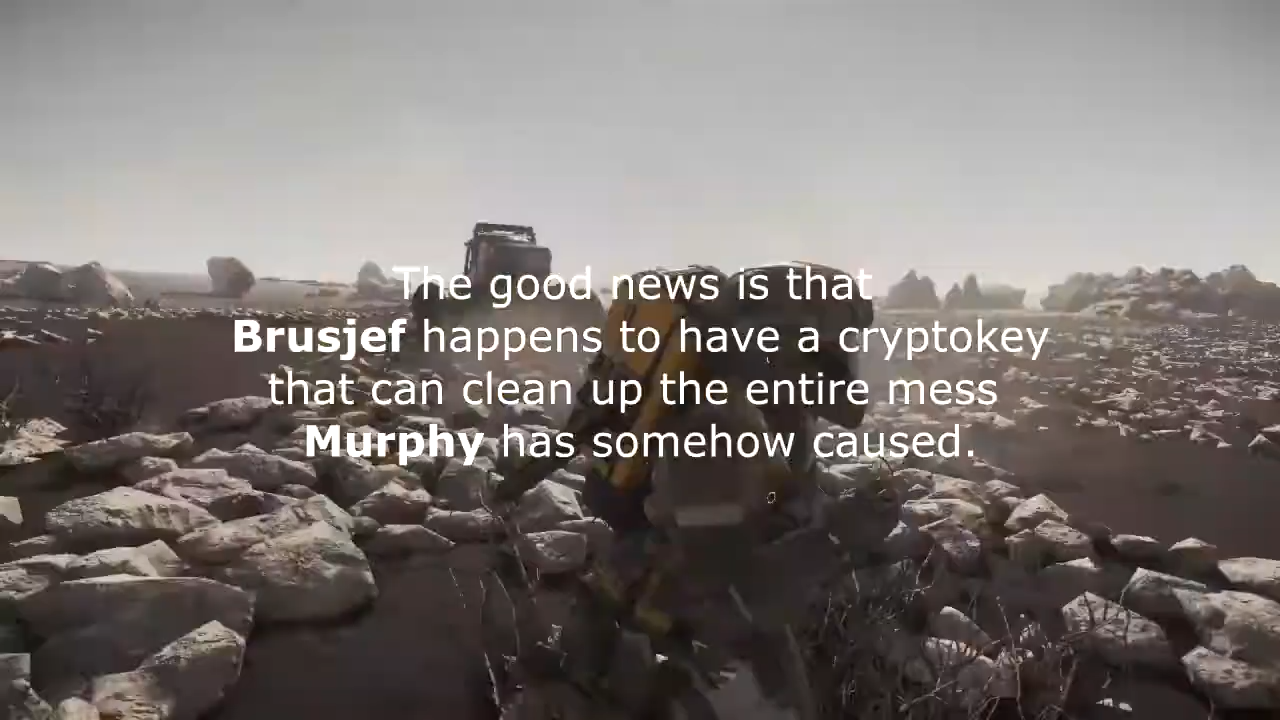 The good news is that
Brusjef happens to have a cryptokey
that can clean up the entire mess
Murphy has somehow caused.